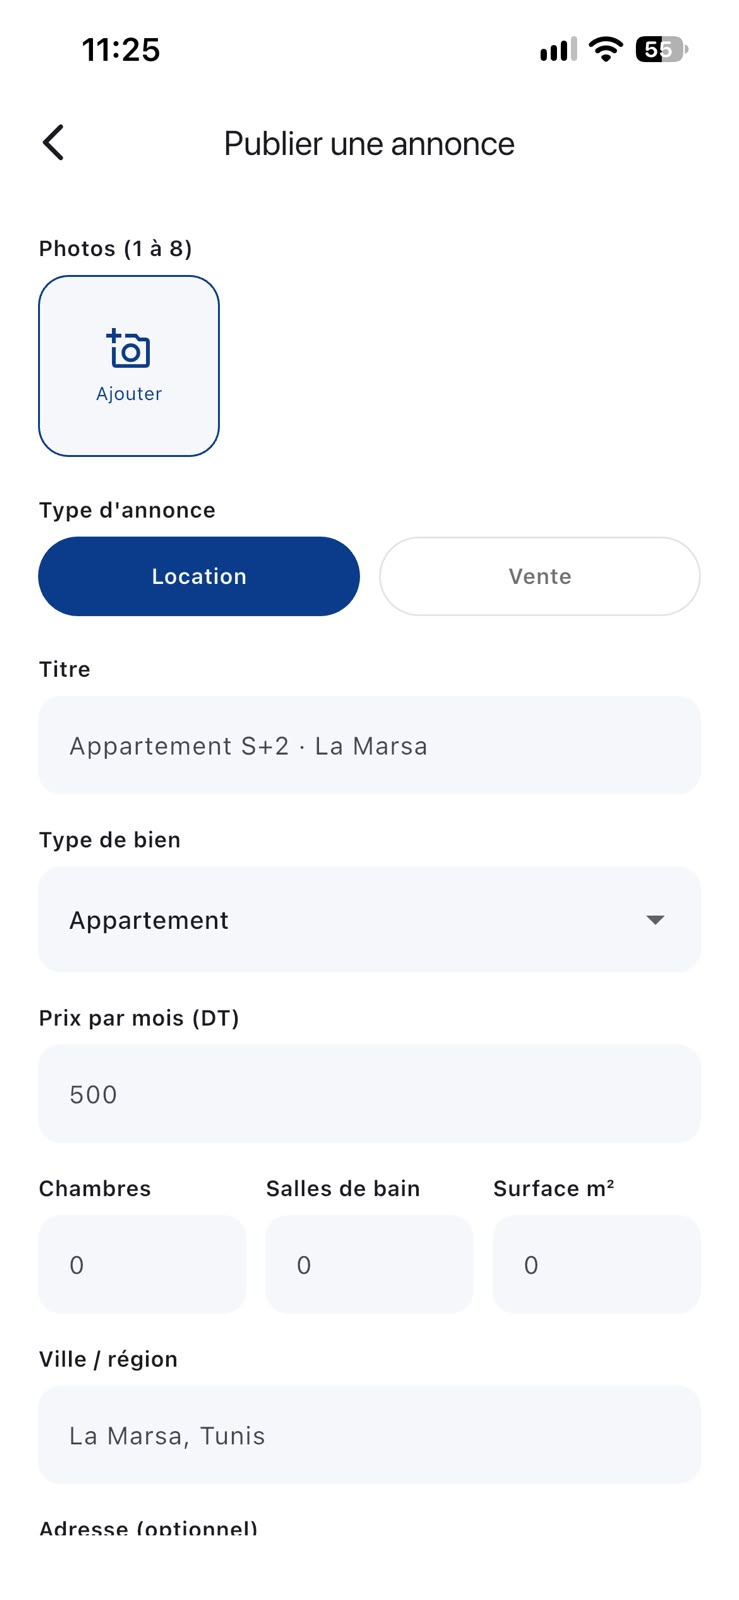 11:25
55
Publier une annonce
Photos (1 à 8)
Ajouter
Type d'annonce
Location
Vente
Titre
Appartement S+2 · La Marsa
Type de bien
Appartement
Prix par mois (DT)
500
Chambres Salles de bain Surface m²
0 0 0
Ville / région
La Marsa, Tunis
Adresse (optionnel)